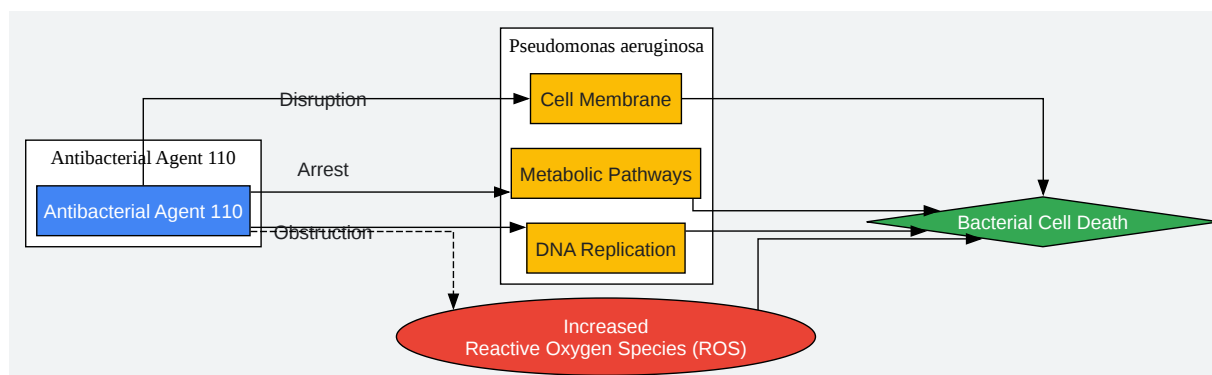 Pseudomonas aeruginosa
Cell Membrane
Disruption
Antibacterial Agent 110
Arrest
Metabolic Pathways
Antibacterial Agent 110
Bacterial Cell Death
Obstruction
DNA Replication
Increased
Reactive Oxygen Species (ROS)